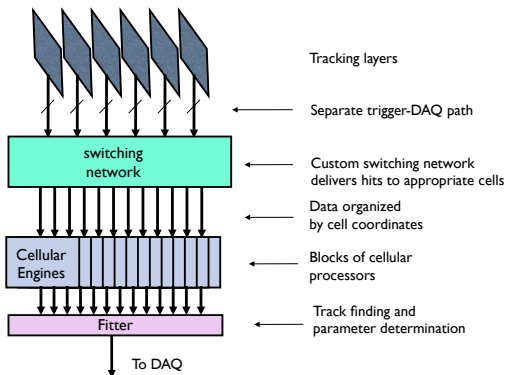 Tracking layers
Separate trigger-DAQ path
switching
network
Custom switching network
delivers hits to appropriate cells
Data organized
by cell coordinates
Cellular
Engines
Blocks of cellular
processors
Track finding and
parameter determination
Fitter
To DAQ